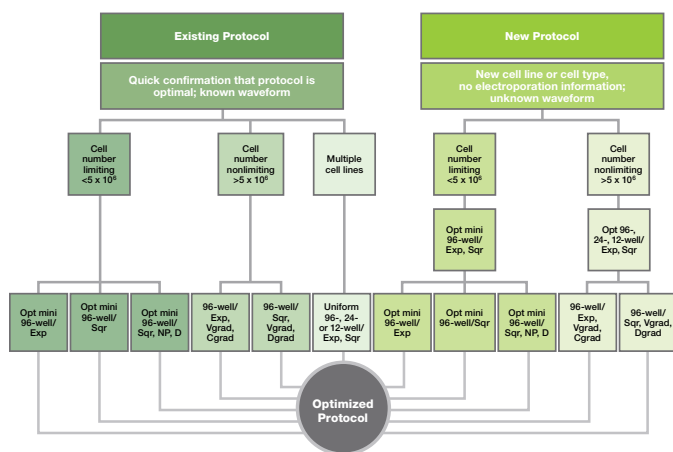 Existing Protocol
New Protocol
Quick confirmation that protocol is
optimal; known waveform
New cell line or cell type,
no electroporation information;
unknown waveform
Cell
number
limiting
<5 x 10⁶
Cell
number
nonlimiting
>5 x 10⁶
Multiple
cell lines
Cell
number
limiting
<5 x 10⁶
Cell
number
nonlimiting
>5 x 10⁶
Opt mini
96-well/
Exp, Sqr
Opt 96-,
24-, 12-well/
Exp, Sqr
Opt mini
96-well/
Exp
Opt mini
96-well/
Sqr
Opt mini
96-well/
Sqr, NP, D
96-well/
Exp,
Vgrad,
Cgrad
96-well/
Sqr,
Vgrad,
Dgrad
Uniform
96-, 24-
or 12-well/
Exp, Sqr
Opt mini
96-well/
Exp
Opt mini
96-well/Sqr
Opt mini
96-well/
Sqr, NP, D
96-well/
Exp,
Vgrad,
Cgrad
96-well/
Sqr, Vgrad,
Dgrad
Optimized
Protocol